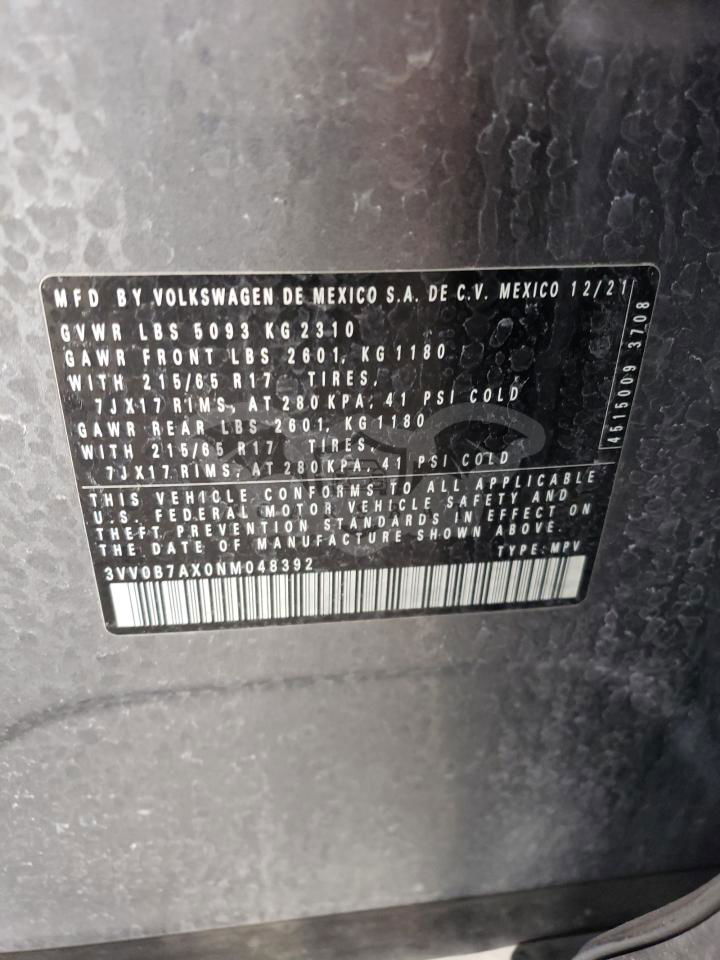 MFD BY VOLKSWAGEN DE MEXICO S.A. DE C.V. MEXICO 12/21
GVWR LBS 5093 KG 2310
GAWR FRONT LBS 2601, KG 1180
WITH 215/65 R17 TIRES,
7JX17 RIMS, AT 280 KPA, 41 PSI COLD
GAWR REAR LBS 2601, KG 1180
WITH 215/65 R17 TIRES,
7JX17 RIMS, AT 280 KPA, 41 PSI COLD
4515009 3708
THIS VEHICLE CONFORMS TO ALL APPLICABLE
U.S. FEDERAL MOTOR VEHICLE SAFETY AND
THEFT PREVENTION STANDARDS IN EFFECT ON
THE DATE OF MANUFACTURE SHOWN ABOVE.
3VV0B7AX0NM048392 TYPE: MPV